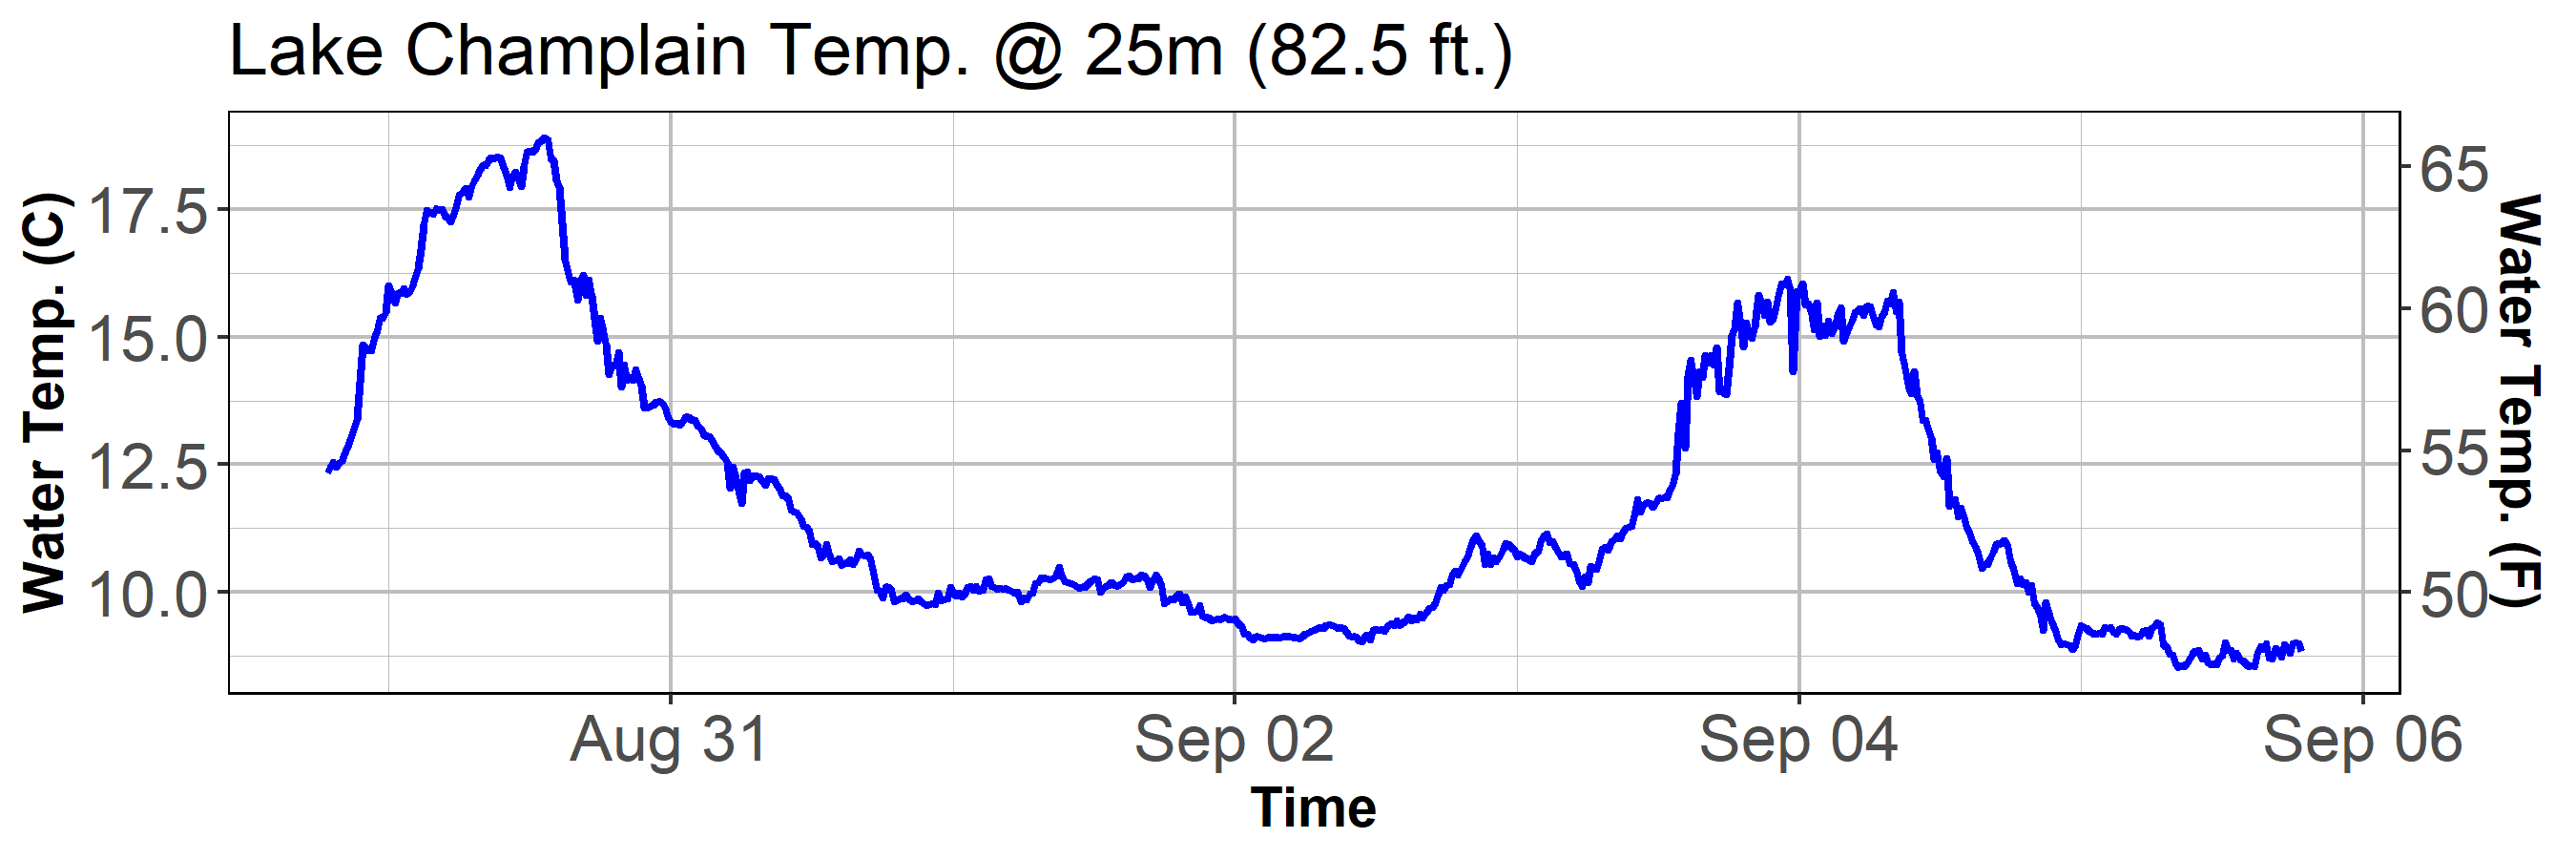 Lake Champlain Temp. @ 25m (82.5 ft.)
Water Temp. (C)
17.5
15.0
12.5
10.0
65
60
55
50
Water Temp. (F)
Aug 31 Sep 02 Sep 04 Sep 06
Time